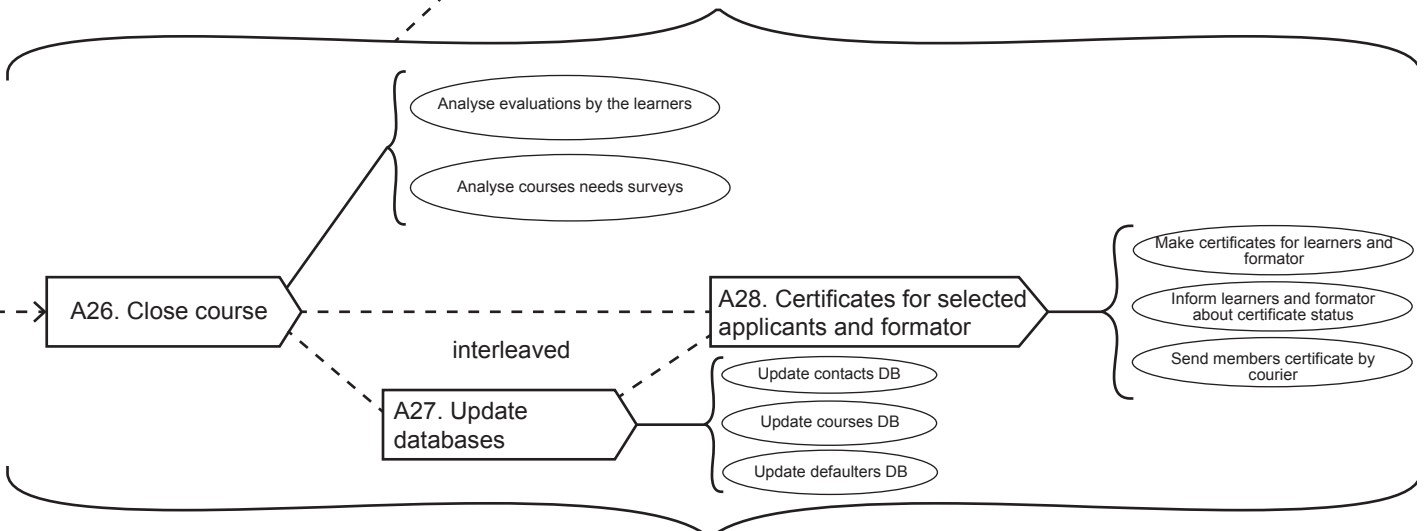 Analyse evaluations by the learners
Analyse courses needs surveys
A26. Close course
interleaved
A27. Update
databases
Update contacts DB
Update courses DB
Update defaulters DB
A28. Certificates for selected
applicants and formator
Make certificates for learners and
formator
Inform learners and formator
about certificate status
Send members certificate by
courier